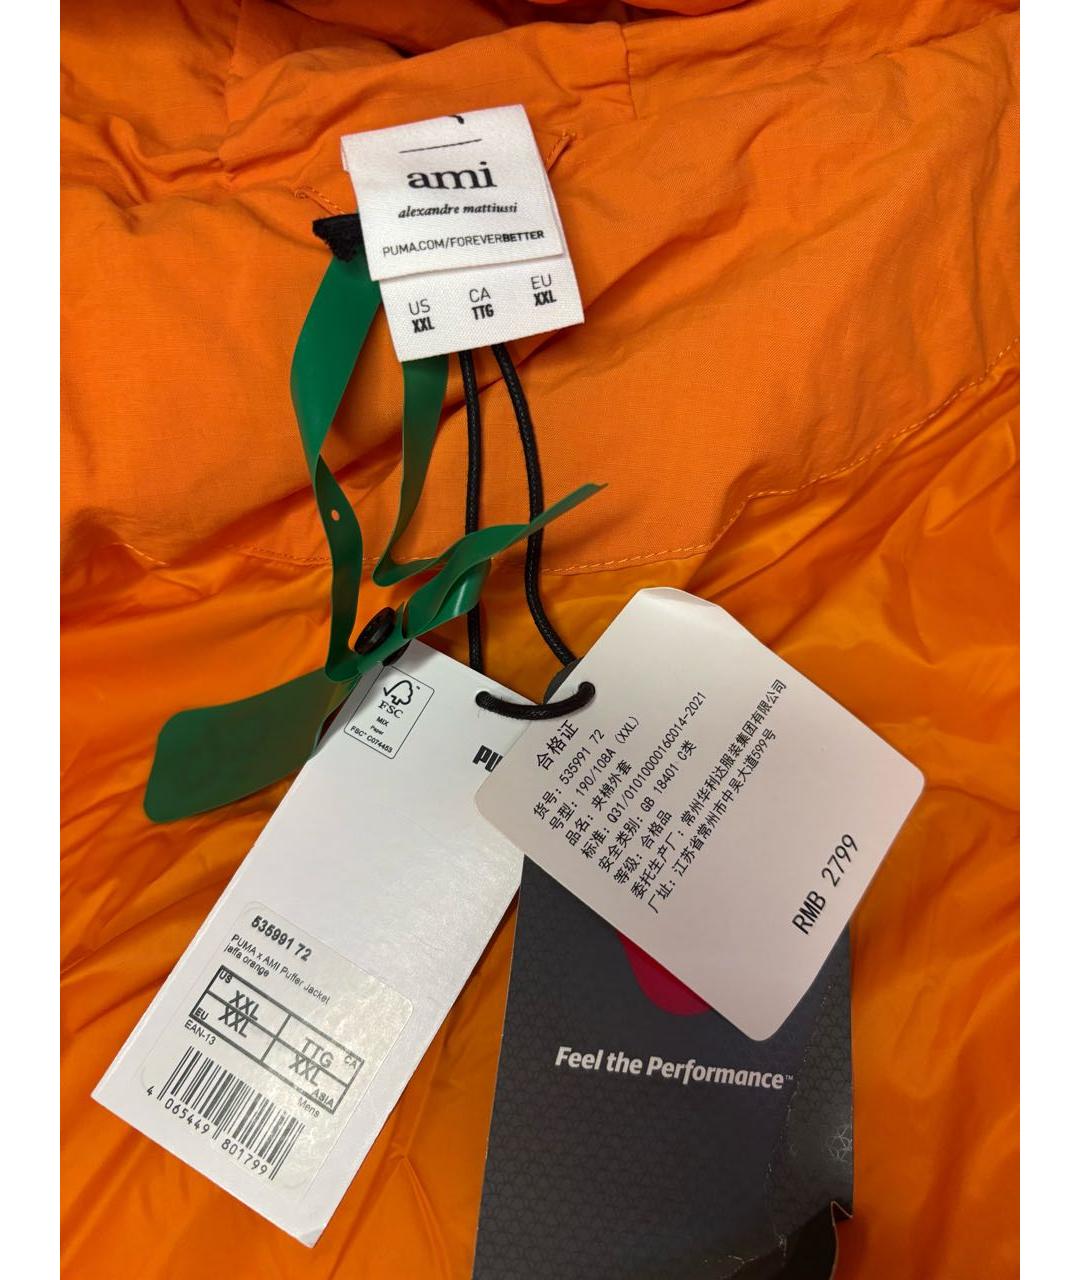 ami
alexandre mattiussi
PUMA.COM/FOREVERBETTER
US CA EU
XXL TTG XXL
FSC
MIX
Paper
FSC® C074453
PU
535991 72
PUMA x AMI Puffer Jacket
jaffa orange
US XXL TTG CA
EU XXL XXL ASIA
EAN-13
Mens
4 065449 801799
合格证
货号: 535991 72
号型: 190/108A (XXL)
品名: 夹棉外套
标准: Q31/0101000160014-2021
安全类别: GB 18401 C类
等级: 合格品
委托生产厂: 常州华利达服装集团有限公司
厂址: 江苏省常州市中吴大道599号
RMB 2799
Feel the Performance™